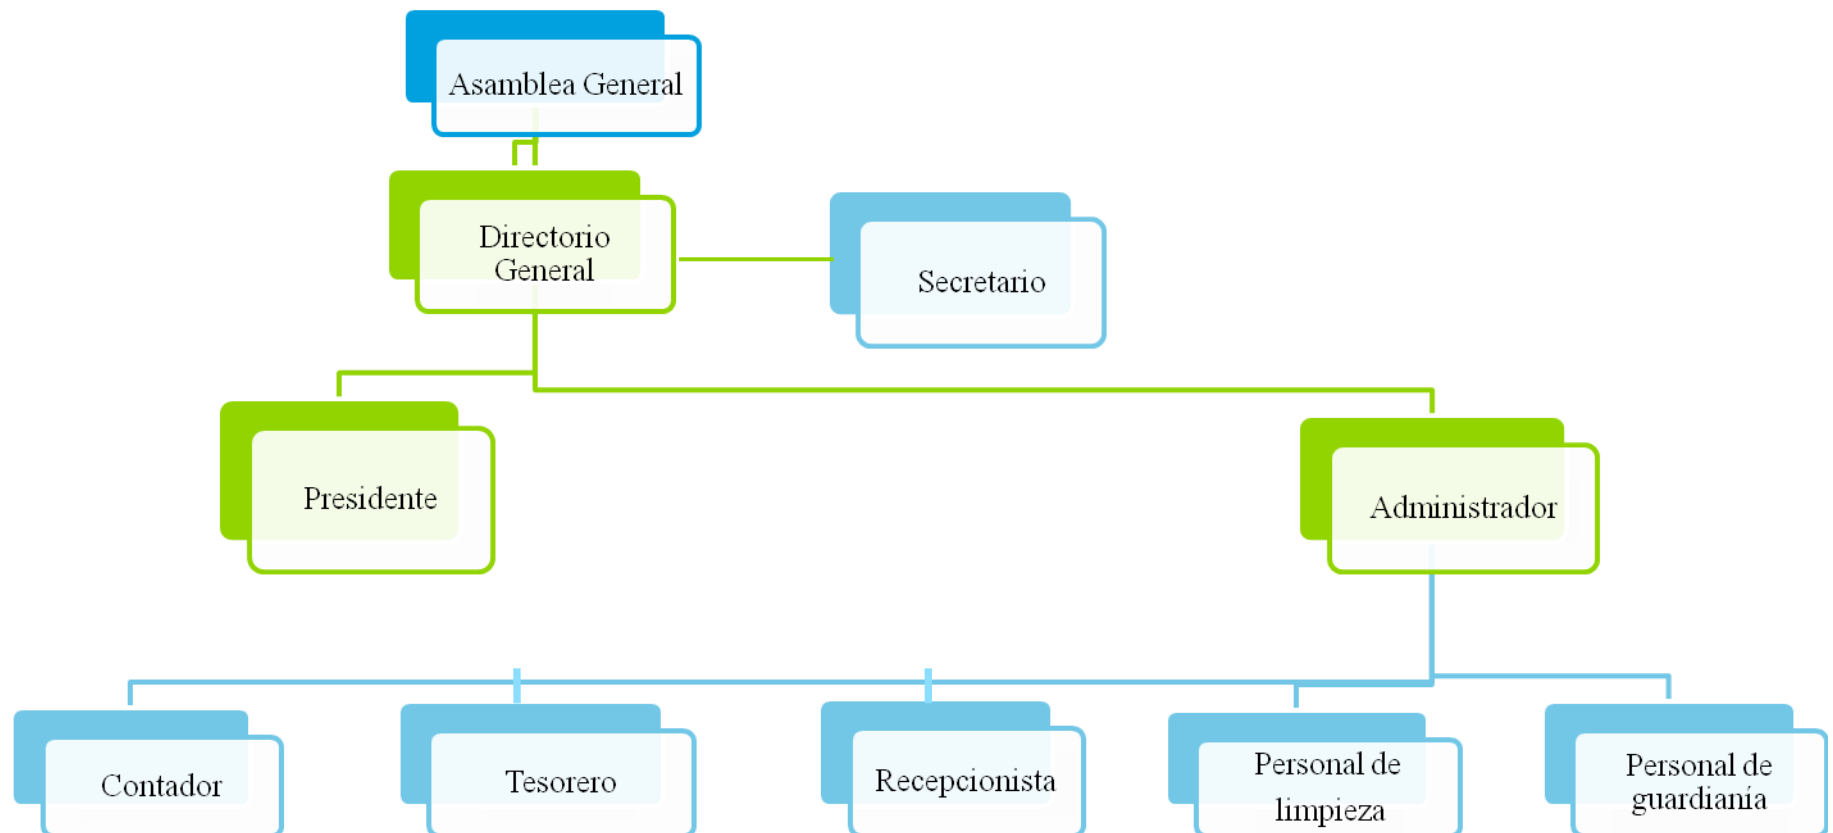 Asamblea General
Directorio
General
Secretario
Presidente
Administrador
Contador
Tesorero
Recepcionista
Personal de
limpieza
Personal de
guardianía